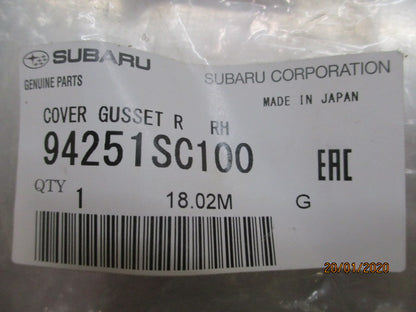 SUBARU
GENUINE PARTS
SUBARU CORPORATION
MADE IN JAPAN
COVER GUSSET R RH
94251SC100
EAC
QTY 1 18.02M G
20/01/2020